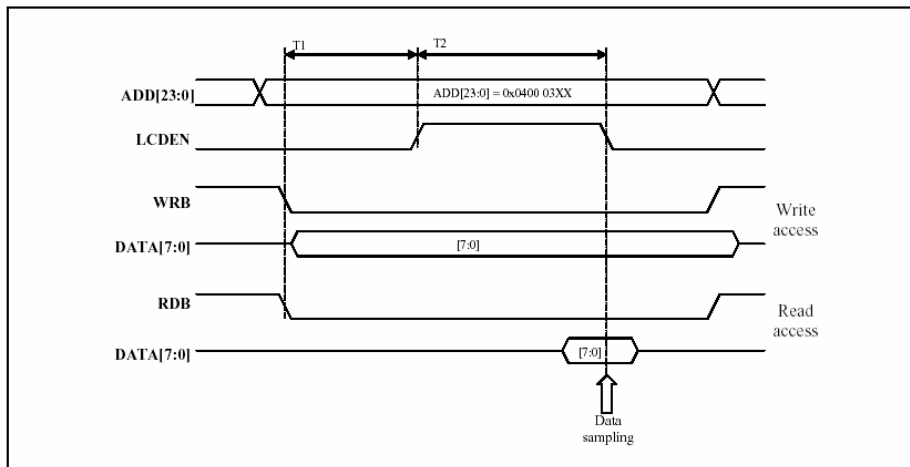 T1
T2
ADD[23:0]
ADD[23:0] = 0x0400 03XX
LCDEN
WRB
Write
access
DATA[7:0]
[7:0]
RDB
Read
access
DATA[7:0]
[7:0]
Data
sampling